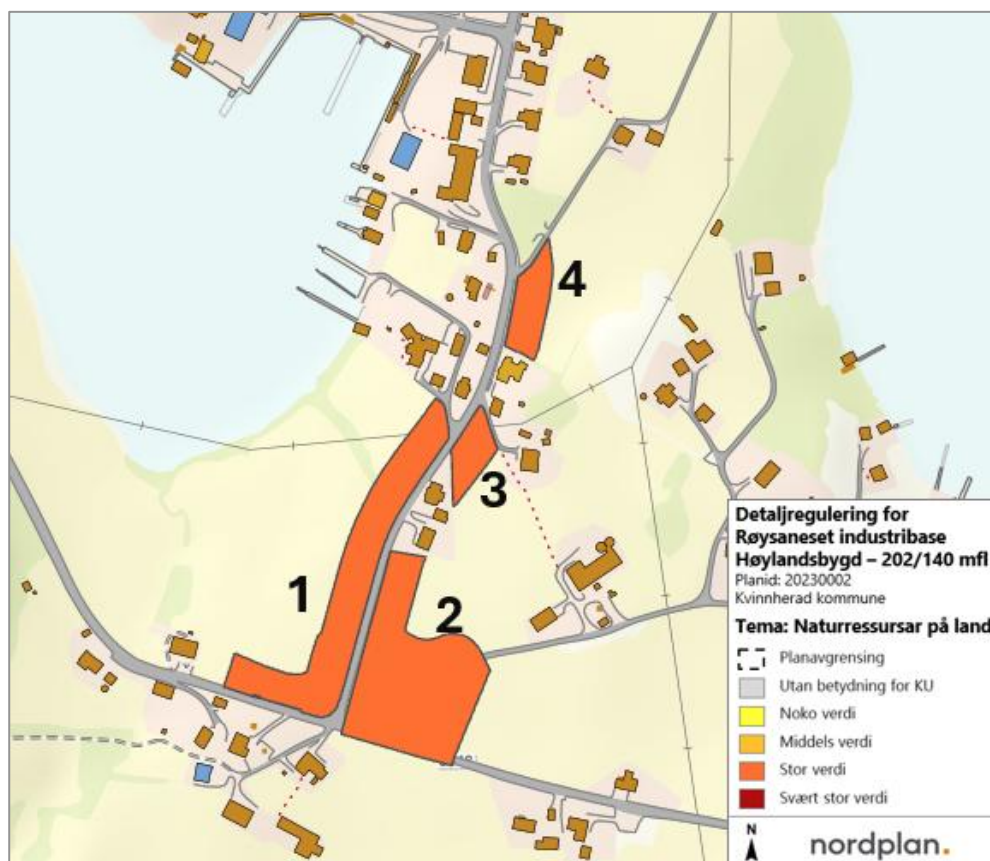 4
3
1
2
Detaljregulering for
Røysaneset industribase
Høylandsbygd – 202/140 mfl
Planid: 20230002
Kvinnherad kommune
Tema: Naturressursar på land
Planavgrensing
Utan betydning for KU
Noko verdi
Middels verdi
Stor verdi
Svært stor verdi
N
nordplan.